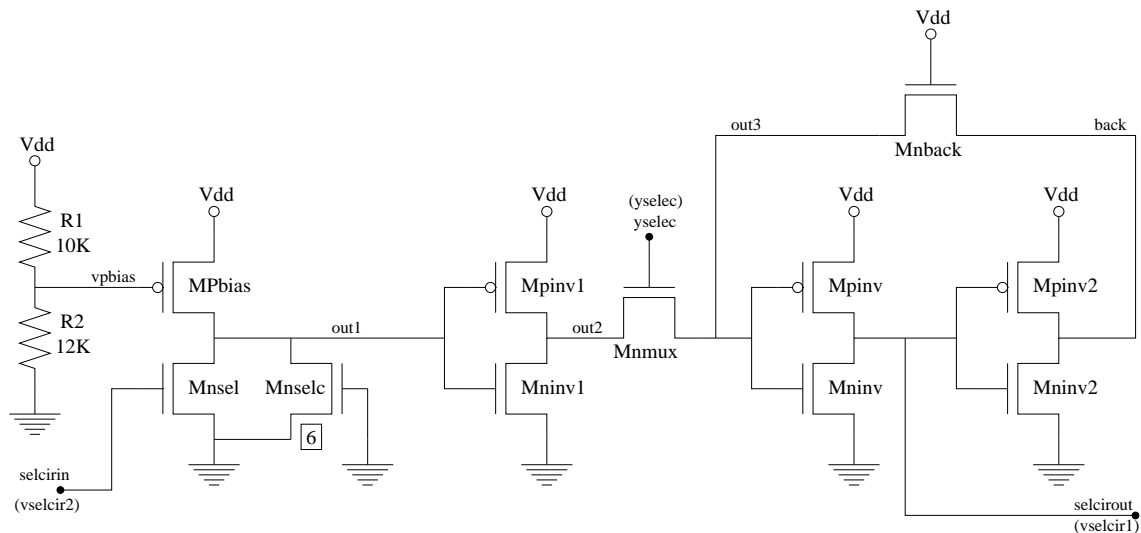 Vdd
out3
back
Mnback
Vdd
R1
10K
vpbias
R2
12K
Vdd
MPbias
out1
Mnsel
Mnselc
6
selcirin
(vselcir2)
Vdd
Mpinv1
out2
Mninv1
(yselec)
yselec
Mnmux
Vdd
Mpinv
Mninv
Vdd
Mpinv2
Mninv2
selcirout
(vselcir1)